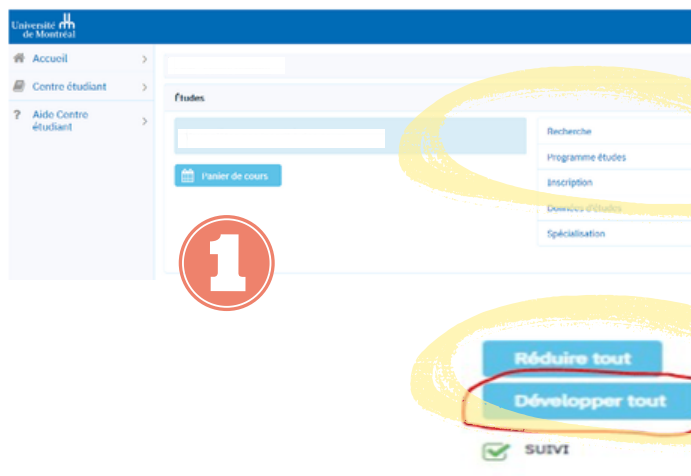 Université
de Montréal
Accueil
Centre étudiant
? Aide Centre
étudiant
Études
Recherche
Programme études
Inscription
Données d'études
Spécialisation
Panier de cours
1
Réduire tout
Développer tout
SUIVI